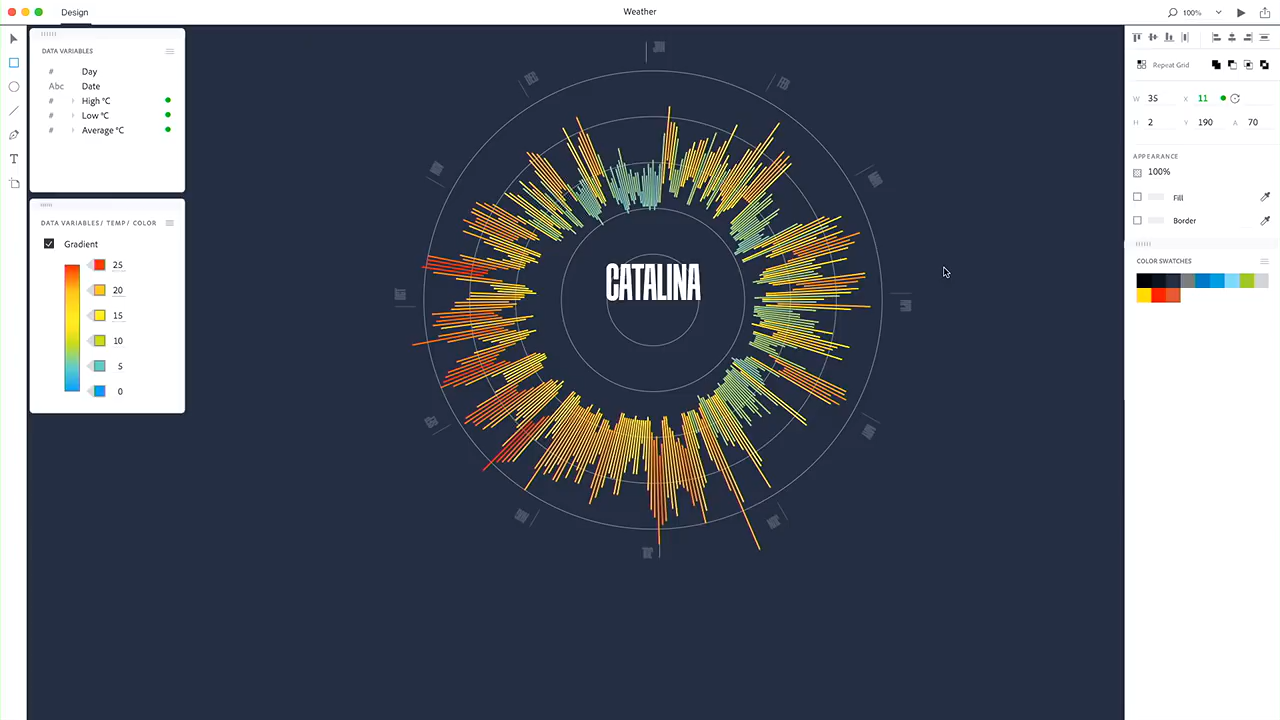 Design
Weather
100%
DATA VARIABLES
# Day
Abc Date
# High °C
# Low °C
# Average °C
DATA VARIABLES/ TEMP/ COLOR
Gradient
25
20
15
10
5
0
CATALINA
Repeat Grid
W 35 X 11
H 2 Y 190 A 70
APPEARANCE
100%
Fill
Border
COLOR SWATCHES